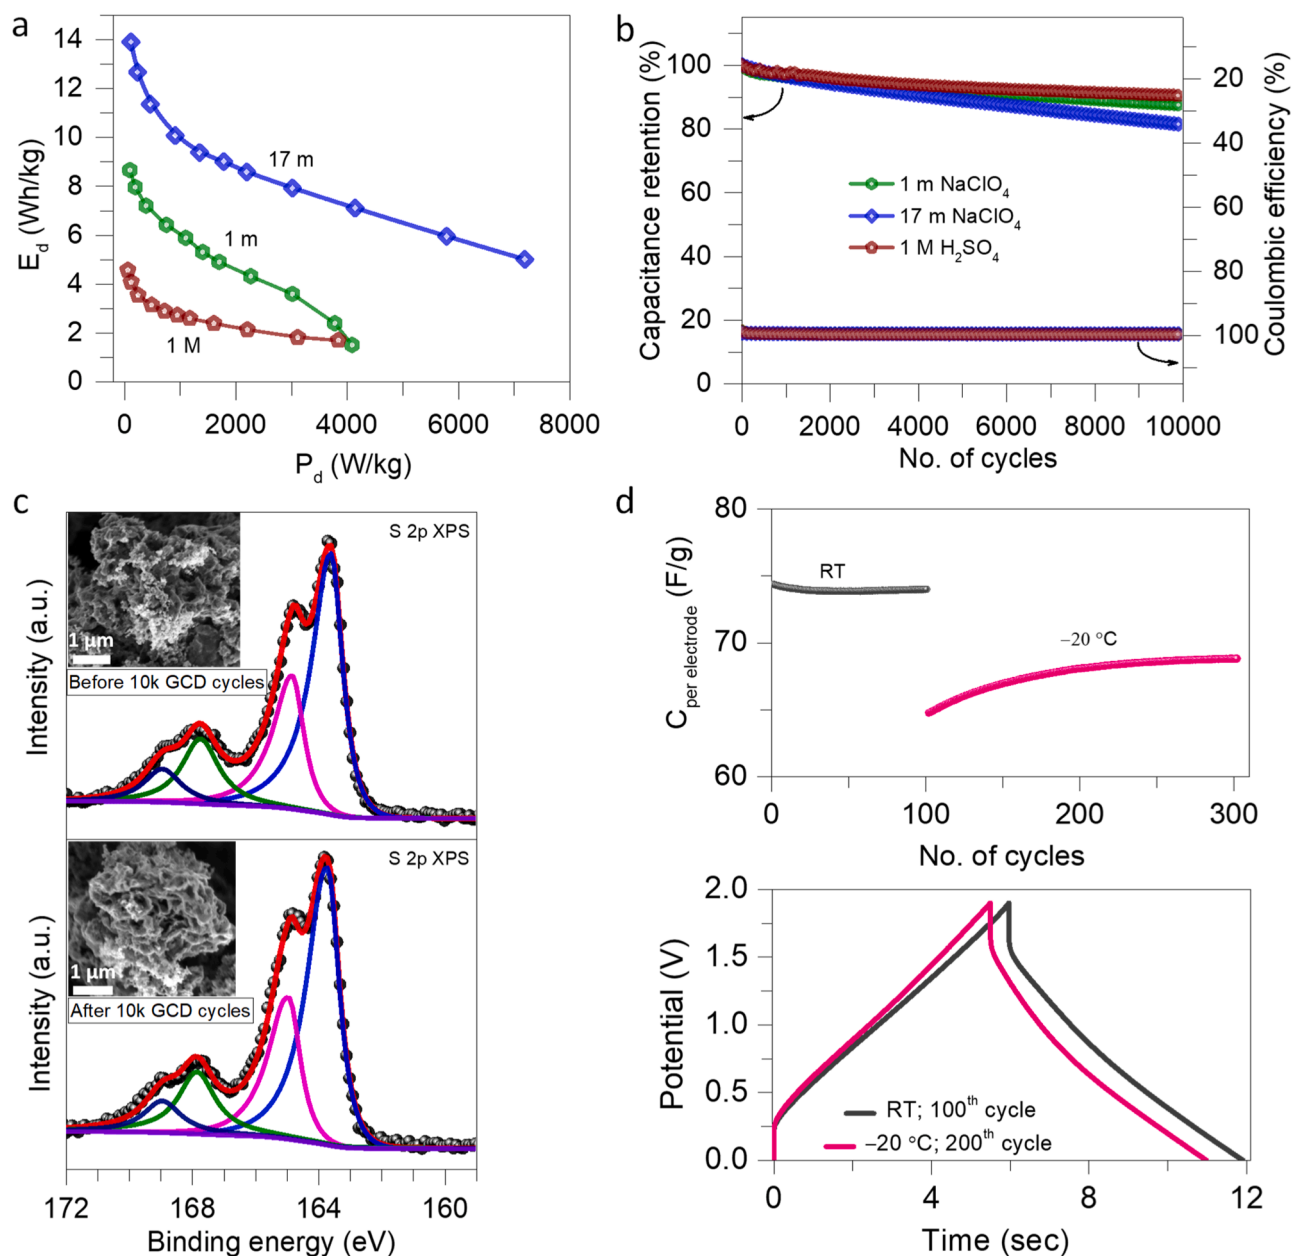 a
14
12
10
8
6
4
2
0
E_d (Wh/kg)
17 m
1 m
1 M
0 2000 4000 6000 8000
P_d (W/kg)
b
100
80
60
40
20
0
Capacitance retention (%)
1 m NaClO₄
17 m NaClO₄
1 M H₂SO₄
20
40
60
80
100
Coulombic efficiency (%)
0 2000 4000 6000 8000 10000
No. of cycles
c
S 2p XPS
1 μm
Before 10k GCD cycles
Intensity (a.u.)
S 2p XPS
1 μm
After 10k GCD cycles
Intensity (a.u.)
172 168 164 160
Binding energy (eV)
d
80
70
60
C_per electrode (F/g)
RT
−20 °C
0 100 200 300
No. of cycles
2.0
1.5
1.0
0.5
0.0
Potential (V)
RT; 100th cycle
−20 °C; 200th cycle
0 4 8 12
Time (sec)